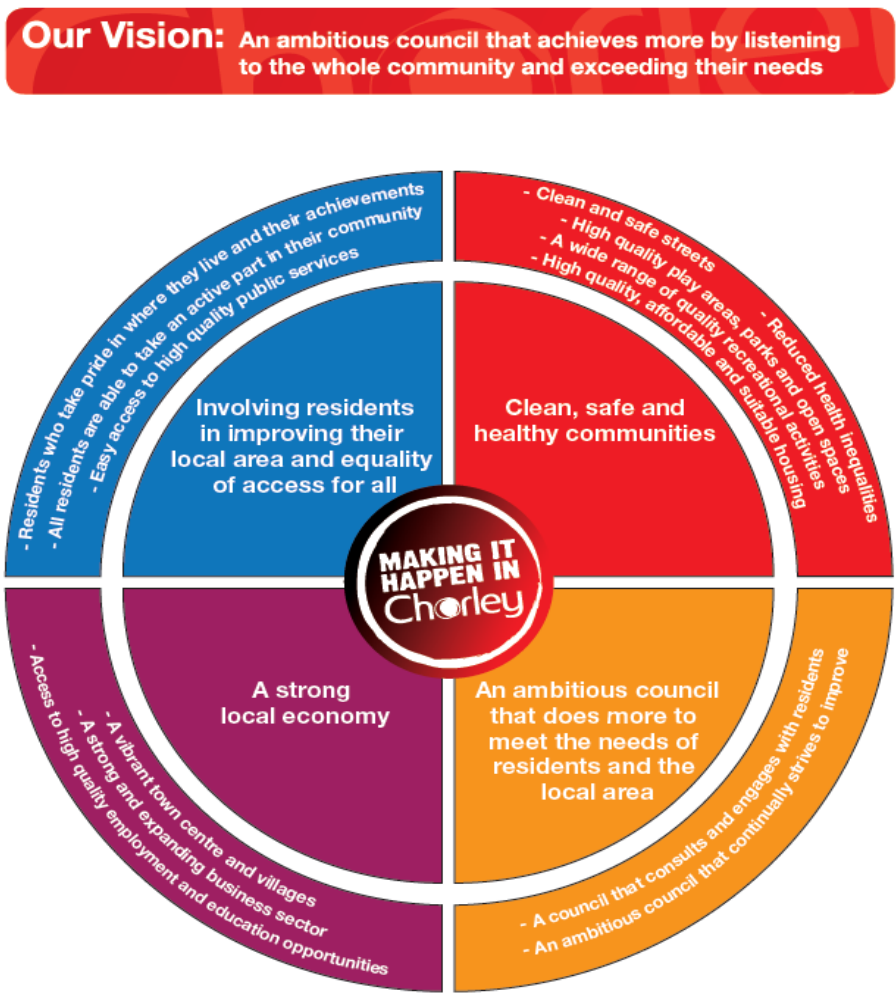 Our Vision: An ambitious council that achieves more by listening
to the whole community and exceeding their needs
- Residents who take pride in where they live and their achievements
- All residents are able to take an active part in their community
- Easy access to high quality public services
Involving residents
in improving their
local area and equality
of access for all
- Clean and safe streets
- High quality play areas, parks and open spaces
- A wide range of quality recreational activities
- High quality, affordable and suitable housing
- Reduced health inequalities
Clean, safe and
healthy communities
MAKING IT
HAPPEN IN
Chorley
A strong
local economy
- A vibrant town centre and villages
- A strong and expanding business sector
- Access to high quality employment and education opportunities
An ambitious council
that does more to
meet the needs of
residents and the
local area
- A council that consults and engages with residents
- An ambitious council that continually strives to improve